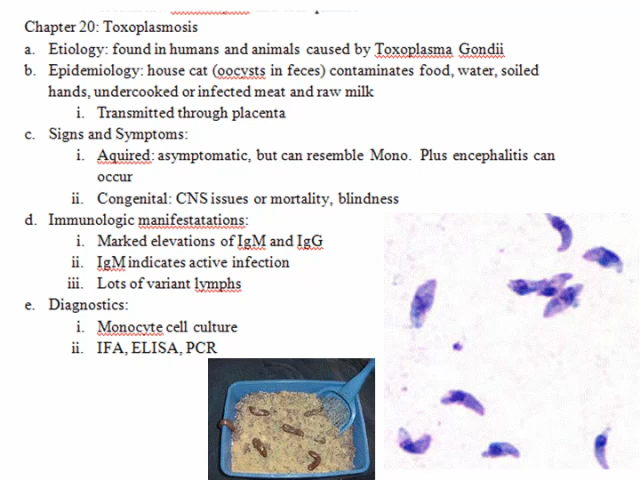 Chapter 20: Toxoplasmosis
a. Etiology: found in humans and animals caused by Toxoplasma Gondii
b. Epidemiology: house cat (oocysts in feces) contaminates food, water, soiled
hands, undercooked or infected meat and raw milk
i. Transmitted through placenta
c. Signs and Symptoms:
i. Aquired: asymptomatic, but can resemble Mono. Plus encephalitis can
occur
ii. Congenital: CNS issues or mortality, blindness
d. Immunologic manifestatations:
i. Marked elevations of IgM and IgG
ii. IgM indicates active infection
iii. Lots of variant lymphs
e. Diagnostics:
i. Monocyte cell culture
ii. IFA, ELISA, PCR